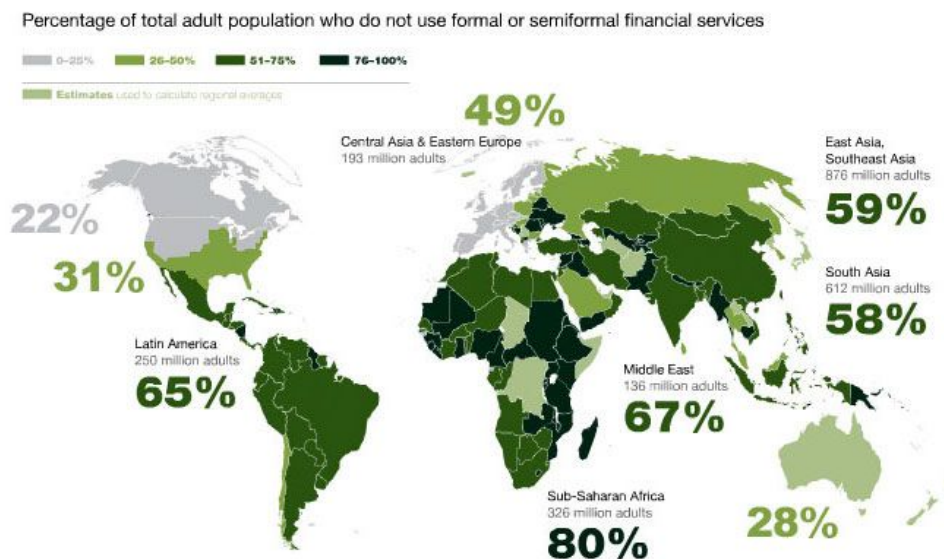 Percentage of total adult population who do not use formal or semiformal financial services
0–25% 26–50% 51–75% 76–100%
Estimates used to calculate regional averages
49%
Central Asia & Eastern Europe
193 million adults
East Asia,
Southeast Asia
876 million adults
59%
22%
31%
South Asia
612 million adults
58%
Latin America
250 million adults
65%
Middle East
136 million adults
67%
Sub-Saharan Africa
326 million adults
80%
28%